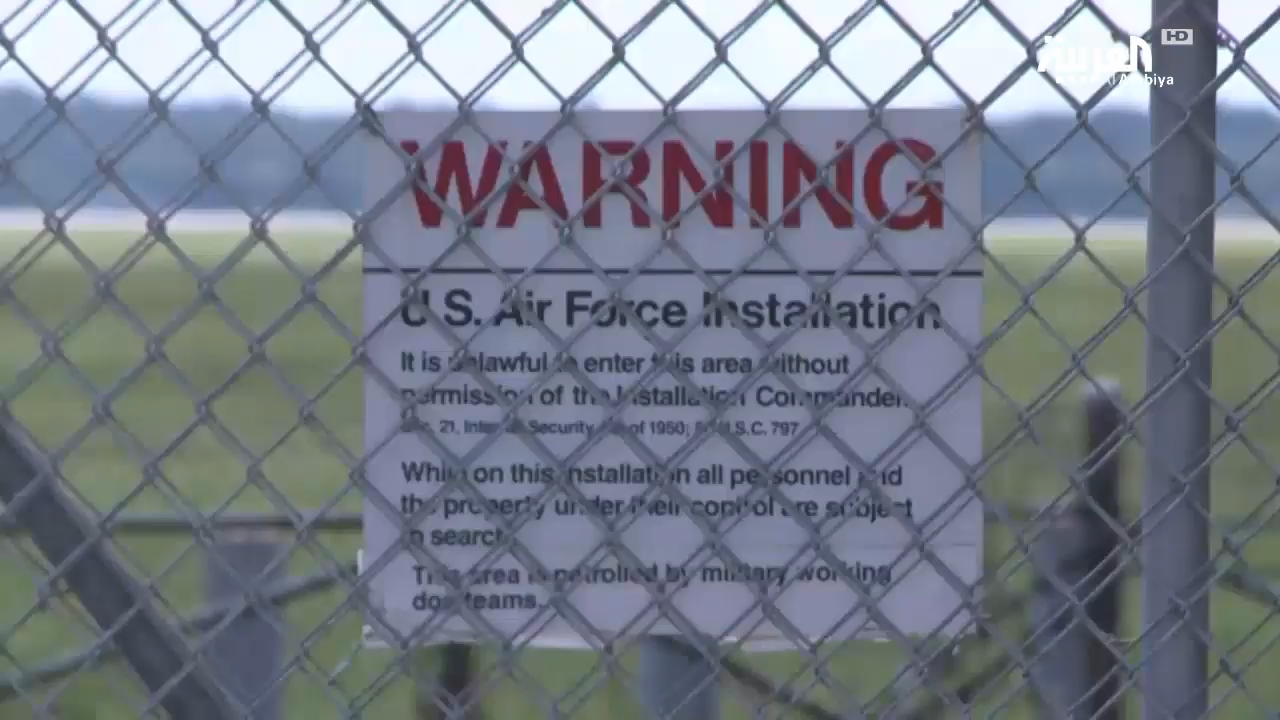 العربية
HD
Al Arabiya
WARNING
U.S. Air Force Installation
It is unlawful to enter this area without
permission of the Installation Commander.
Sec. 21, Internal Security Act of 1950; 50 U.S.C. 797
While on this installation all personnel and
the property under their control are subject
to search.
This area is patrolled by military working
dog teams.